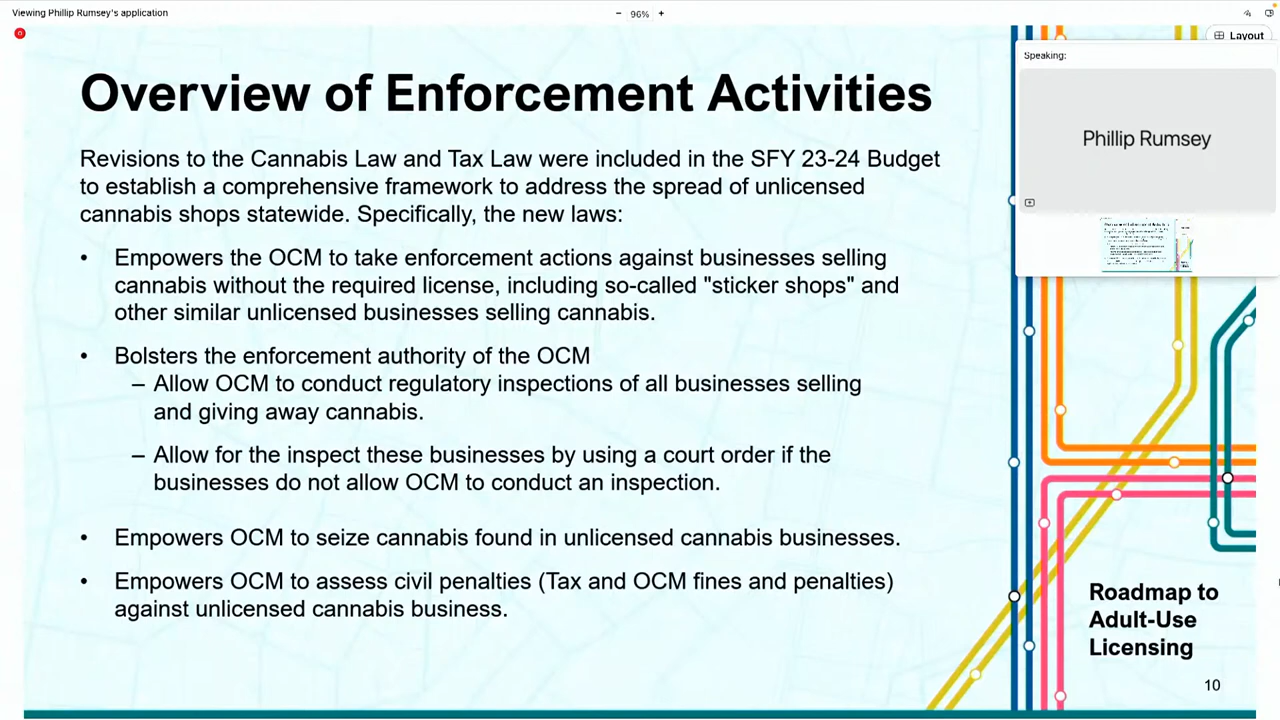 Viewing Phillip Rumsey's application
− 96% +
Layout
Speaking:
Phillip Rumsey
Overview of Enforcement Activities
Revisions to the Cannabis Law and Tax Law were included in the SFY 23-24 Budget
to establish a comprehensive framework to address the spread of unlicensed
cannabis shops statewide. Specifically, the new laws:
• Empowers the OCM to take enforcement actions against businesses selling
cannabis without the required license, including so-called "sticker shops" and
other similar unlicensed businesses selling cannabis.
• Bolsters the enforcement authority of the OCM
– Allow OCM to conduct regulatory inspections of all businesses selling
and giving away cannabis.
– Allow for the inspect these businesses by using a court order if the
businesses do not allow OCM to conduct an inspection.
• Empowers OCM to seize cannabis found in unlicensed cannabis businesses.
• Empowers OCM to assess civil penalties (Tax and OCM fines and penalties)
against unlicensed cannabis business.
Roadmap to
Adult-Use
Licensing
10